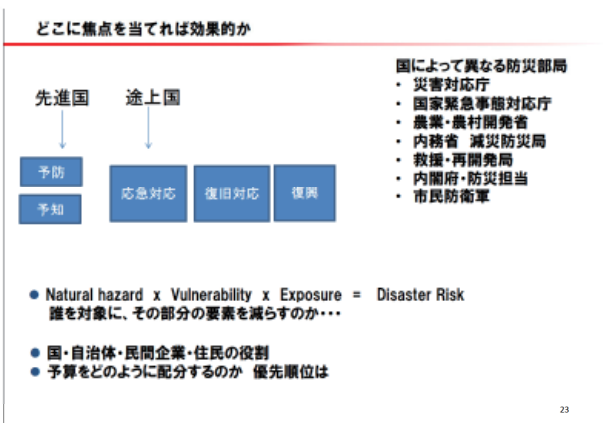 どこに焦点を当てれば効果的か
先進国
途上国
予防
予知
応急対応
復旧対応
復興
国によって異なる防災部局
・ 災害対応庁
・ 国家緊急事態対応庁
・ 農業・農村開発省
・ 内務省 減災防災局
・ 救援・再開発局
・ 内閣府・防災担当
・ 市民防衛軍
● Natural hazard x Vulnerability x Exposure = Disaster Risk
誰を対象に、その部分の要素を減らすのか・・・
● 国・自治体・民間企業・住民の役割
● 予算をどのように配分するのか 優先順位は
23